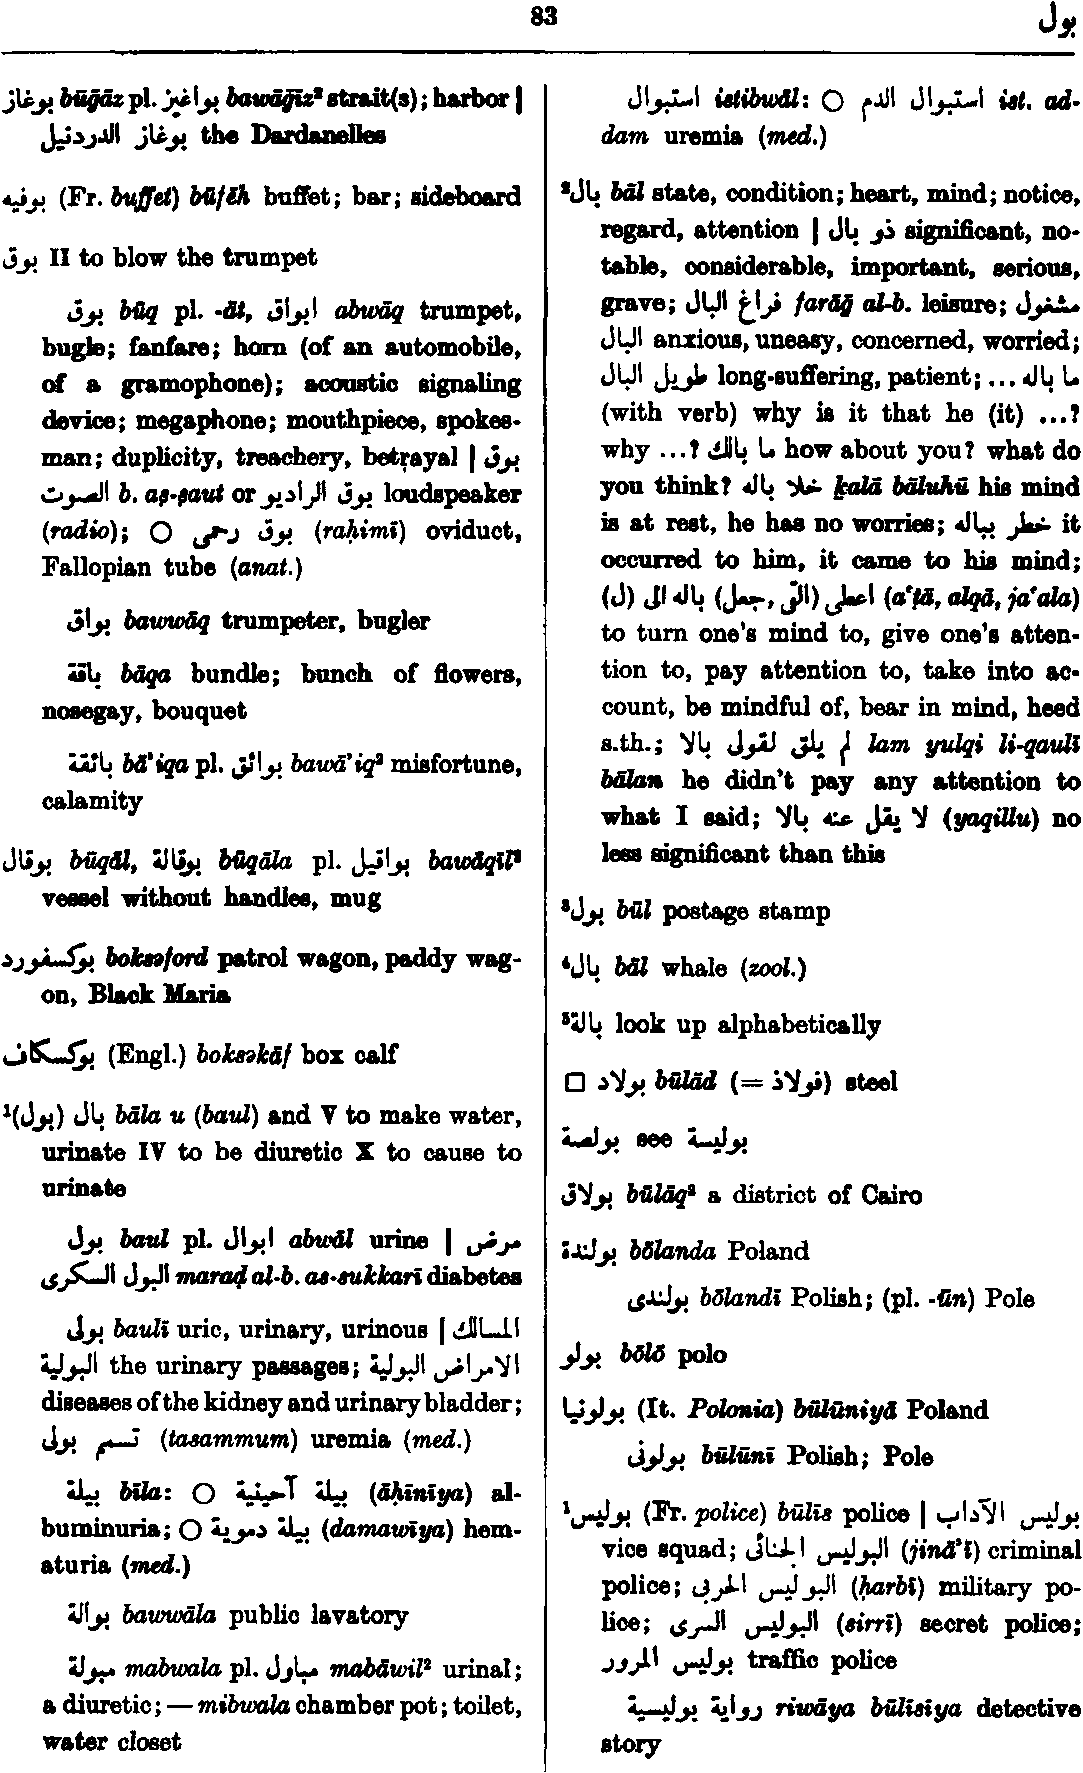 83
بول
بوغاز būḡāz pl. بواغيز bawāḡīz² strait(s); harbor |
بوغاز الدردنيل the Dardanelles
بوفيه (Fr. buffet) būfēh buffet; bar; sideboard
بوق II to blow the trumpet
بوق būq pl. -āt, ابواق abwāq trumpet,
bugle; fanfare; horn (of an automobile,
of a gramophone); acoustic signaling
device; megaphone; mouthpiece, spokes-
man; duplicity, treachery, betrayal | بوق
الصوت b. aṣ-ṣaut or بوق الراديو loudspeaker
(radio); ○ بوق رحمى (raḥimī) oviduct,
Fallopian tube (anat.)
بواق bawwāq trumpeter, bugler
باقة bāqa bundle; bunch of flowers,
nosegay, bouquet
بائقة bā'iqa pl. بوائق bawā'iq² misfortune,
calamity
بوقال būqāl, بوقالة būqāla pl. بواقيل bawāqīl²
vessel without handles, mug
بوكسفورد boksəford patrol wagon, paddy wag-
on, Black Maria
بوكسكاف (Engl.) boksəkāf box calf
¹(بول) بال bāla u (baul) and V to make water,
urinate IV to be diuretic X to cause to
urinate
بول baul pl. ابوال abwāl urine | مرض
البول السكرى maraḍ al-b. as-sukkarī diabetes
بولى baulī uric, urinary, urinous | المسالك
البولية the urinary passages; الامراض البولية
diseases of the kidney and urinary bladder;
تسمم بولى (tasammum) uremia (med.)
بيلة bīla: ○ بيلة آحينية (āḥīnīya) al-
buminuria; ○ بيلة دموية (damawīya) hem-
aturia (med.)
بوالة bawwāla public lavatory
مبولة mabwala pl. مباول mabāwil² urinal;
a diuretic; — mibwala chamber pot; toilet,
water closet
استبوال istibwāl: ○ استبوال الدم ist. ad-
dam uremia (med.)
²بال bāl state, condition; heart, mind; notice,
regard, attention | ذو بال significant, no-
table, considerable, important, serious,
grave; فراغ البال farāḡ al-b. leisure; مشغول
البال anxious, uneasy, concerned, worried;
طويل البال long-suffering, patient; ... ما باله
(with verb) why is it that he (it) ...?
why ...? ما بالك how about you? what do
you think? خلا باله ḵalā bāluhū his mind
is at rest, he has no worries; خطر بباله it
occurred to him, it came to his mind;
اعطى (القى, جعل) باله الى (ل) (a'ṭā, alqā, ja'ala)
to turn one's mind to, give one's atten-
tion to, pay attention to, take into ac-
count, be mindful of, bear in mind, heed
s.th.; لم يلق لقولى بالا lam yulqi li-qaulī
bālan he didn't pay any attention to
what I said; لا يقل عنه بالا (yaqillu) no
less significant than this
³بول būl postage stamp
⁴بال bāl whale (zool.)
⁵بالة look up alphabetically
□ بولاد būlād (= فولاذ) steel
بولصة see بوليسة
بولاق būlāq² a district of Cairo
بولندة bōlanda Poland
بولندى bōlandī Polish; (pl. -ūn) Pole
بولو bōlō polo
بولونيا (It. Polonia) būlūniyā Poland
بولونى būlūnī Polish; Pole
¹بوليس (Fr. police) būlīs police | بوليس الآداب
vice squad; البوليس الجنائى (jinā'ī) criminal
police; البوليس الحربى (ḥarbī) military po-
lice; البوليس السرى (sirrī) secret police;
بوليس المرور traffic police
رواية بوليسية riwāya būlīsīya detective
story